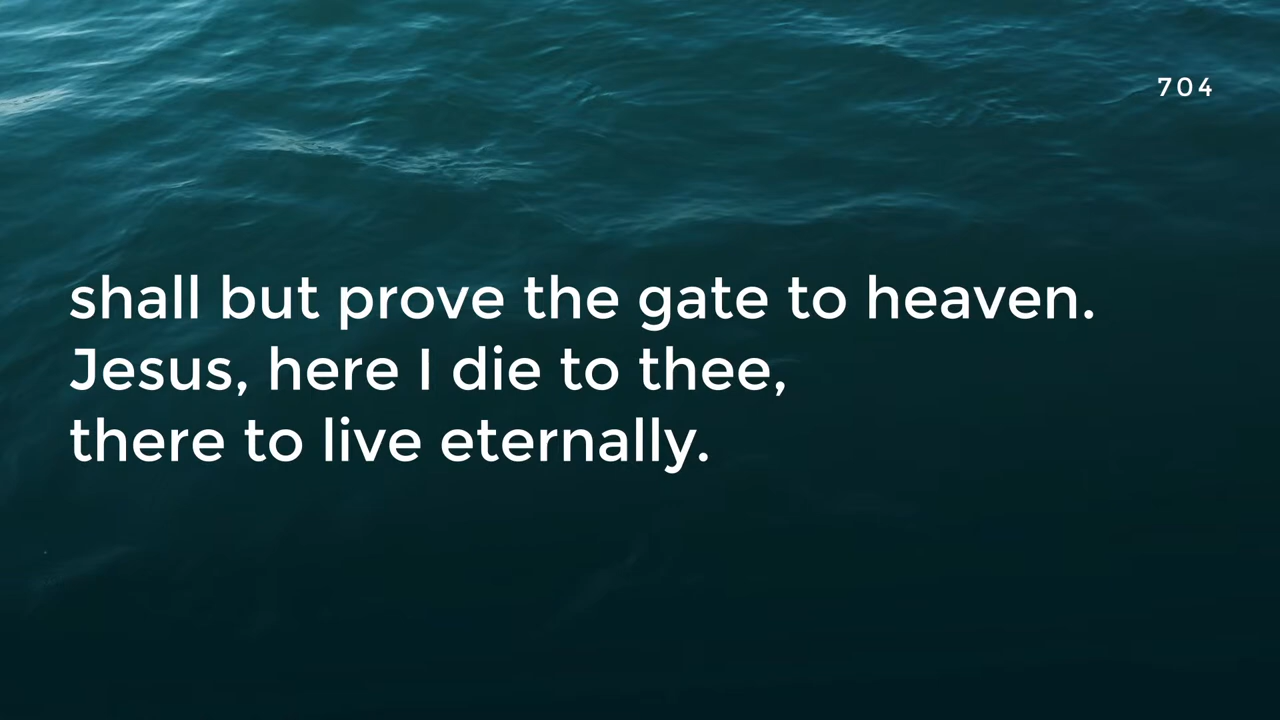 704
shall but prove the gate to heaven.
Jesus, here I die to thee,
there to live eternally.